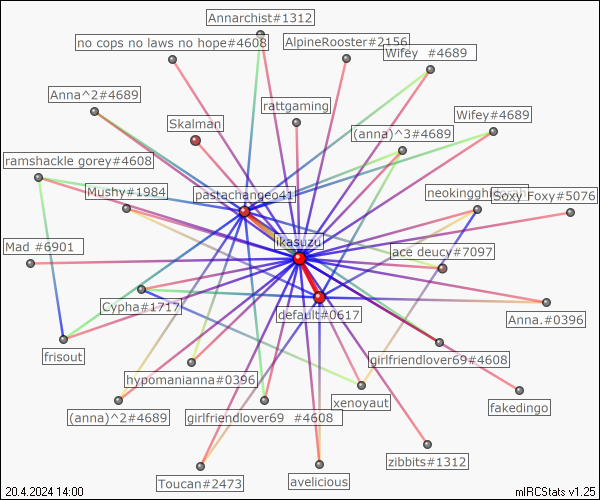 Annarchist#1312
no cops no laws no hope#4608
AlpineRooster#2156
Wifey #4689
Anna^2#4689
rattgaming
Wifey#4689
Skalman
(anna)^3#4689
ramshackle gorey#4608
Mushy#1984
pastachangeo41
Soxy Foxy#5076
ikasuzu
Mad #6901
ace deucy#7097
Cypha#1717
default#0617
Anna.#0396
frisout
girlfriendlover69#4608
hypomanianna#0396
xenoyaut
fakedingo
(anna)^2#4689
girlfriendlover69 #4608
zibbits#1312
Toucan#2473
avelicious
20.4.2024 14:00
mIRCStats v1.25